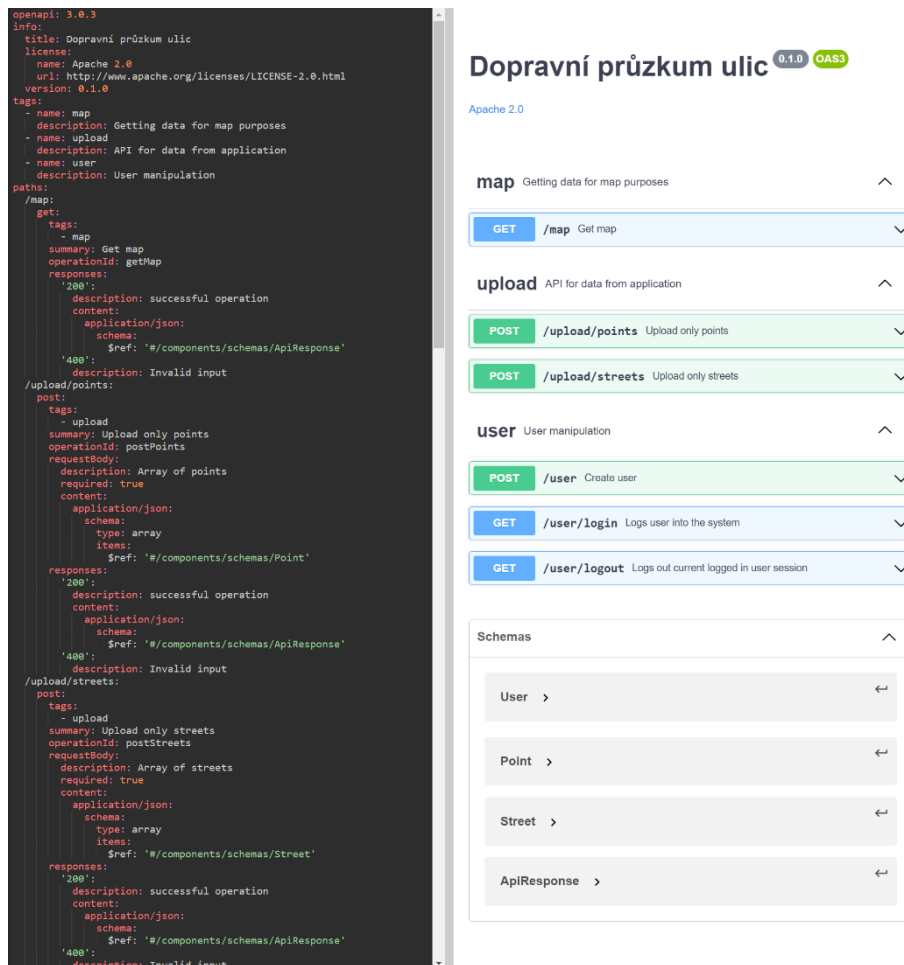 openapi: 3.0.3
info:
  title: Dopravní průzkum ulic
  license:
    name: Apache 2.0
    url: http://www.apache.org/licenses/LICENSE-2.0.html
  version: 0.1.0
tags:
  - name: map
    description: Getting data for map purposes
  - name: upload
    description: API for data from application
  - name: user
    description: User manipulation
paths:
  /map:
    get:
      tags:
        - map
      summary: Get map
      operationId: getMap
      responses:
        '200':
          description: successful operation
          content:
            application/json:
              schema:
                $ref: '#/components/schemas/ApiResponse'
        '400':
          description: Invalid input
  /upload/points:
    post:
      tags:
        - upload
      summary: Upload only points
      operationId: postPoints
      requestBody:
        description: Array of points
        required: true
        content:
          application/json:
            schema:
              type: array
              items:
                $ref: '#/components/schemas/Point'
      responses:
        '200':
          description: successful operation
          content:
            application/json:
              schema:
                $ref: '#/components/schemas/ApiResponse'
        '400':
          description: Invalid input
  /upload/streets:
    post:
      tags:
        - upload
      summary: Upload only streets
      operationId: postStreets
      requestBody:
        description: Array of streets
        required: true
        content:
          application/json:
            schema:
              type: array
              items:
                $ref: '#/components/schemas/Street'
      responses:
        '200':
          description: successful operation
          content:
            application/json:
              schema:
                $ref: '#/components/schemas/ApiResponse'
        '400':
          description: Invalid input
Dopravní průzkum ulic 0.1.0 OAS3
Apache 2.0
map Getting data for map purposes
GET /map Get map
upload API for data from application
POST /upload/points Upload only points
POST /upload/streets Upload only streets
user User manipulation
POST /user Create user
GET /user/login Logs user into the system
GET /user/logout Logs out current logged in user session
Schemas
User
Point
Street
ApiResponse